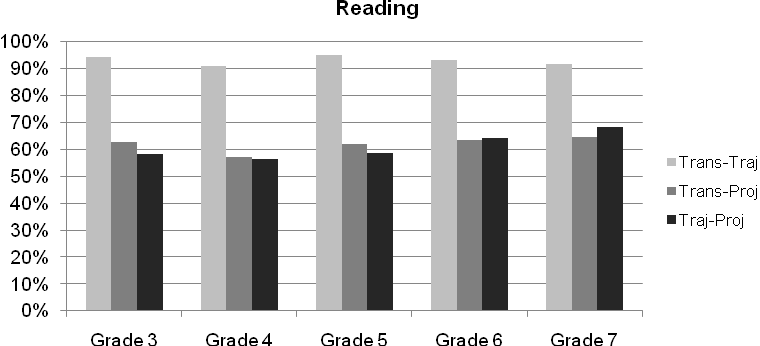 Reading
100%
90%
80%
70%
60%
50%
40%
30%
20%
10%
0%
Grade 3 Grade 4 Grade 5 Grade 6 Grade 7
Trans-Traj
Trans-Proj
Traj-Proj